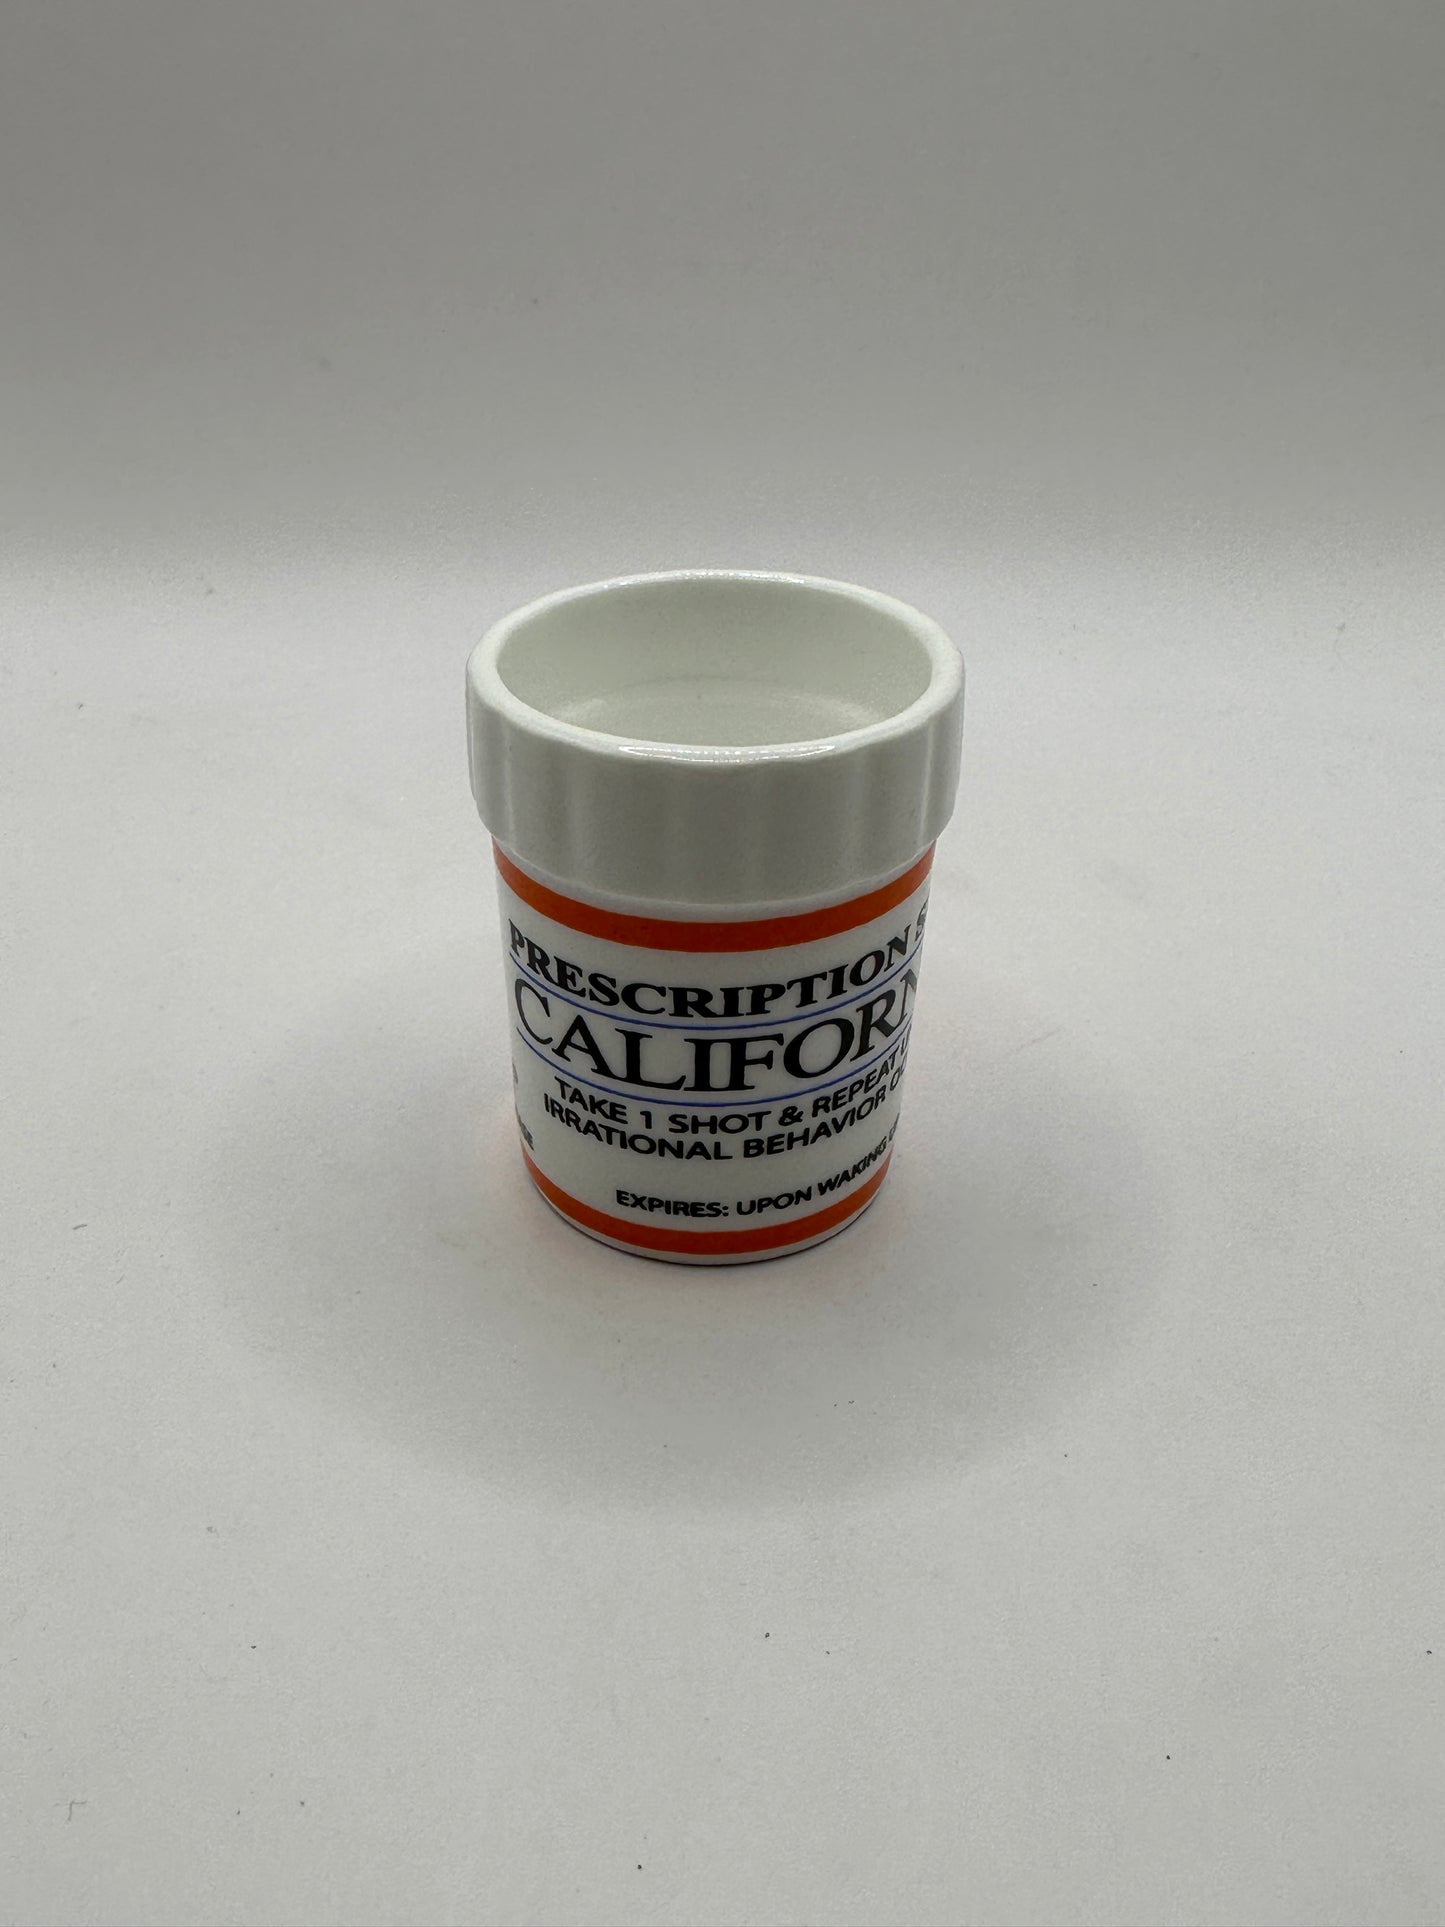 PRESCRIPTION
CALIFORN
TAKE 1 SHOT & REPEAT
IRRATIONAL BEHAVIOR
EXPIRES: UPON WAKING